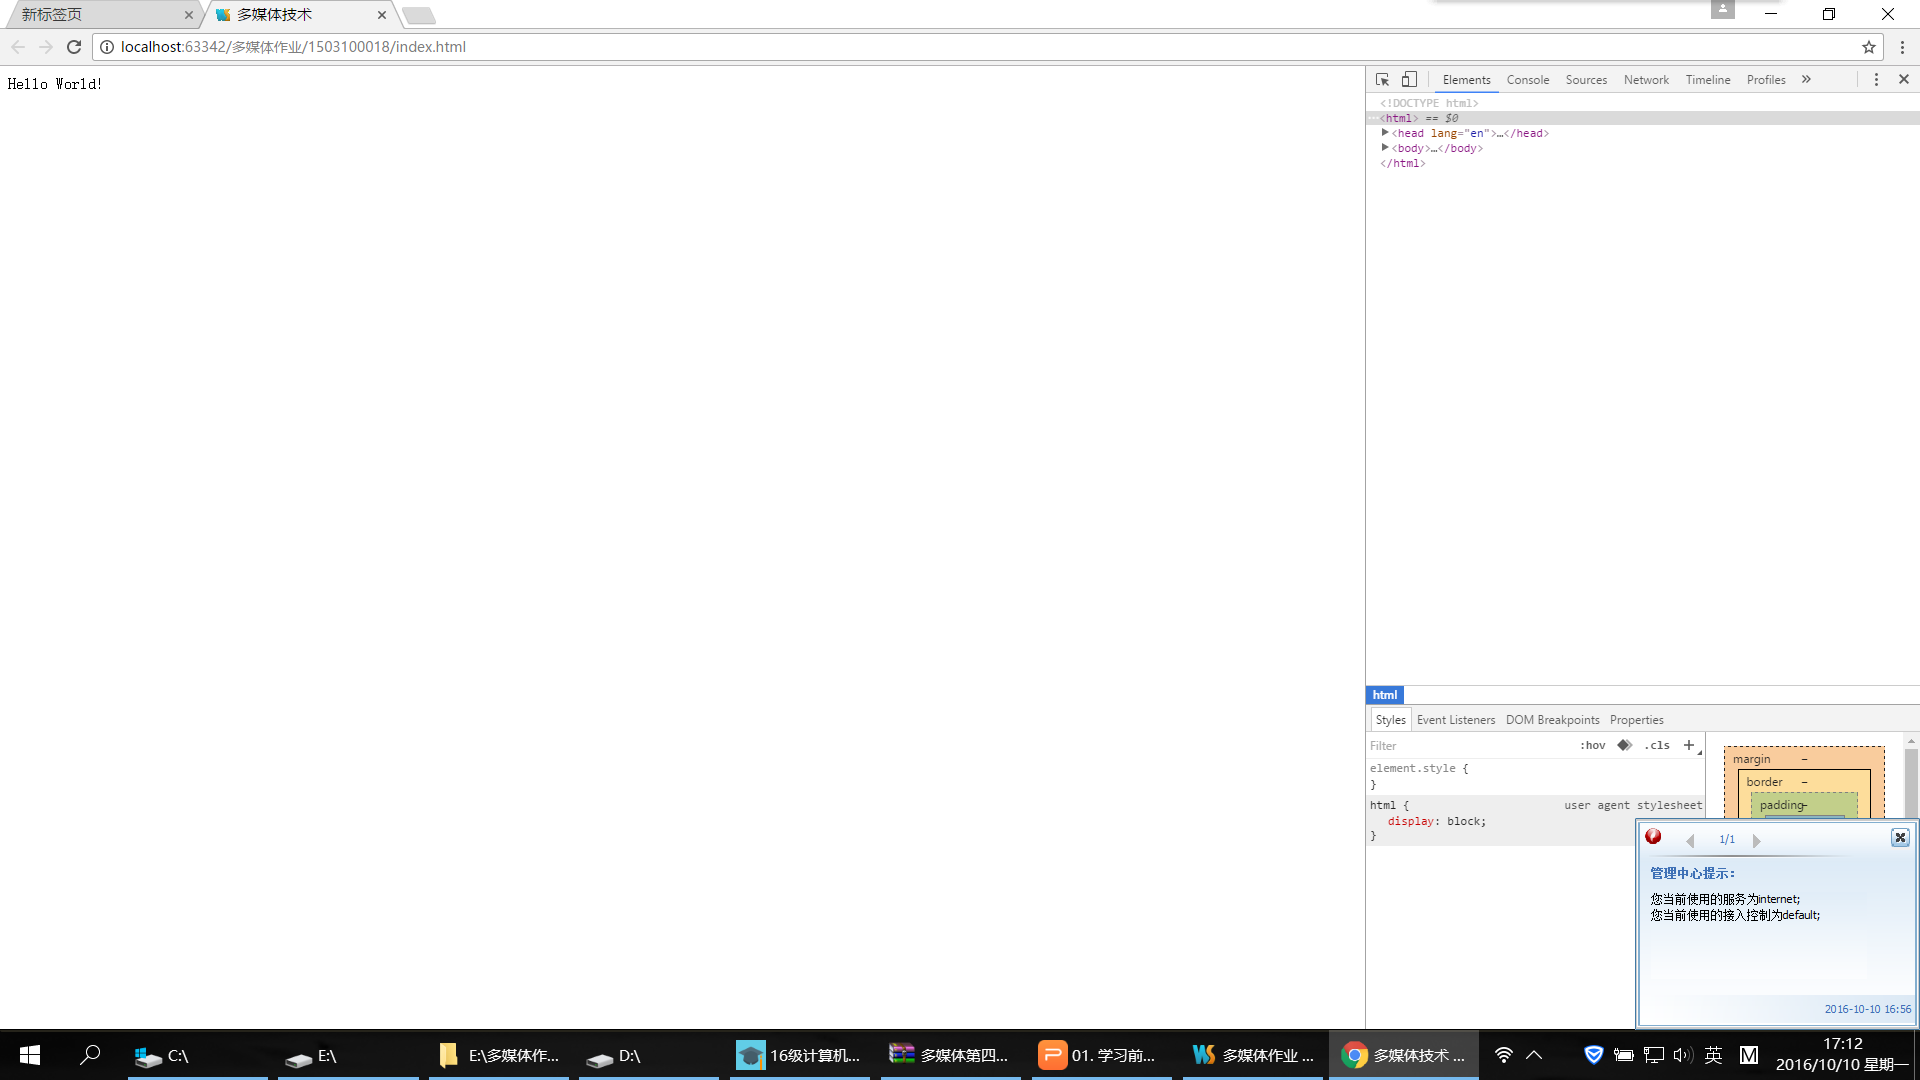 新标签页
多媒体技术
localhost:63342/多媒体作业/1503100018/index.html
Hello World!
Elements Console Sources Network Timeline Profiles »
<!DOCTYPE html>
…<html> == $0
<head lang="en">…</head>
<body>…</body>
</html>
html
Styles Event Listeners DOM Breakpoints Properties
Filter :hov .cls +
element.style {
}
html { user agent stylesheet
display: block;
}
margin –
border –
padding –
1/1
管理中心提示：
您当前使用的服务为internet;
您当前使用的接入控制为default;
2016-10-10 16:56
C:\
E:\
E:\多媒体作...
D:\
16级计算机...
多媒体第四...
01. 学习前...
多媒体作业 ...
多媒体技术 ...
英
M
17:12
2016/10/10 星期一